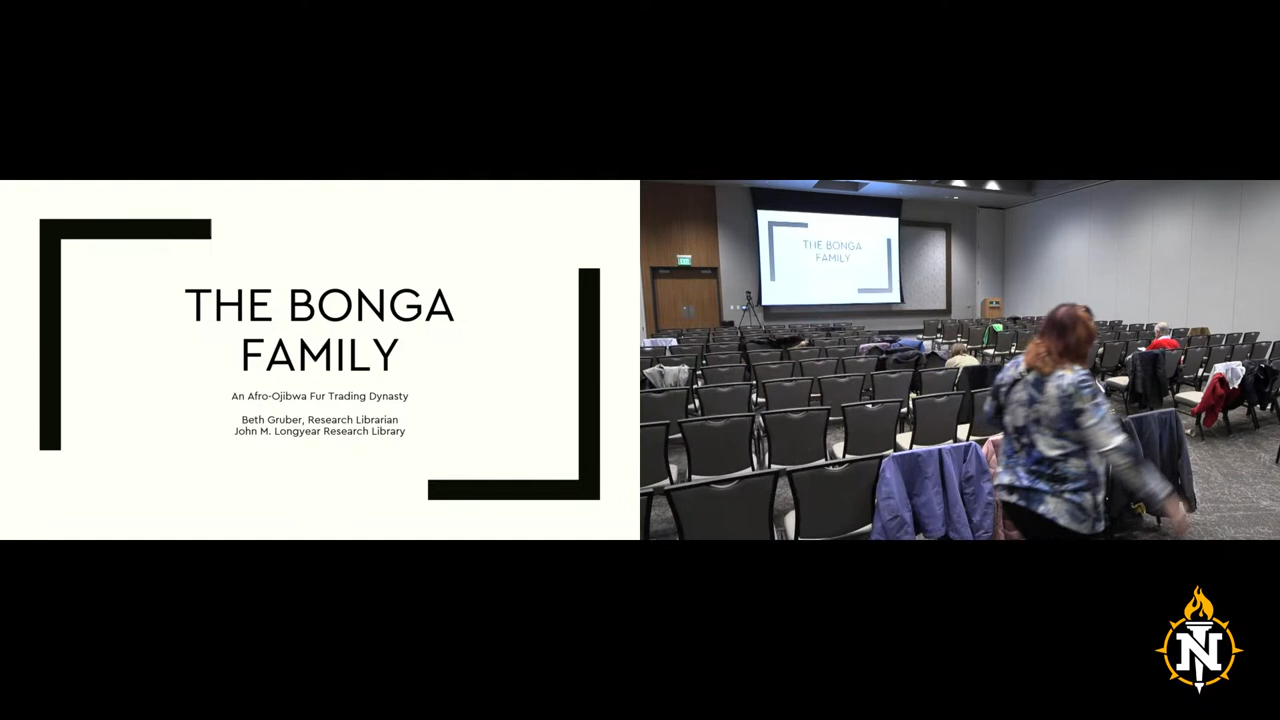 THE BONGA
FAMILY
An Afro-Ojibwa Fur Trading Dynasty
Beth Gruber, Research Librarian
John M. Longyear Research Library
THE BONGA
FAMILY
EXIT
N